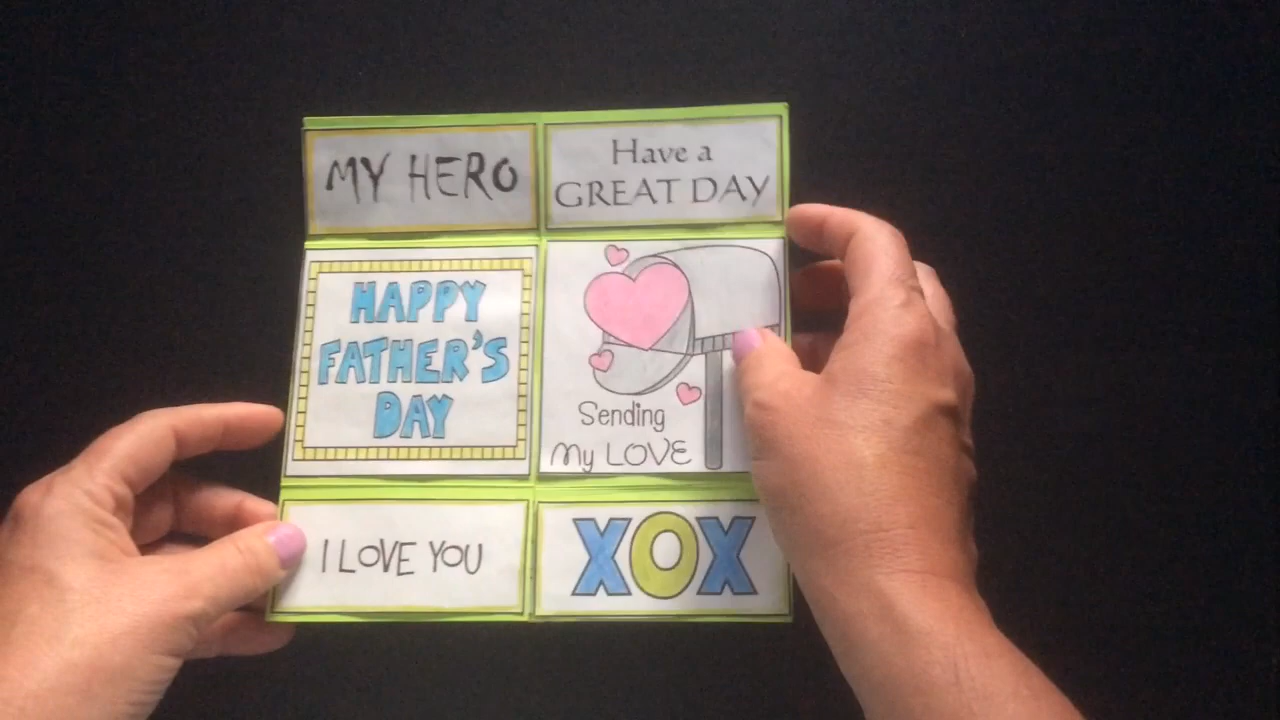 MY HERO
Have a
GREAT DAY
HAPPY
FATHER'S
DAY
Sending
My LOVE
I LOVE YOU
XOX